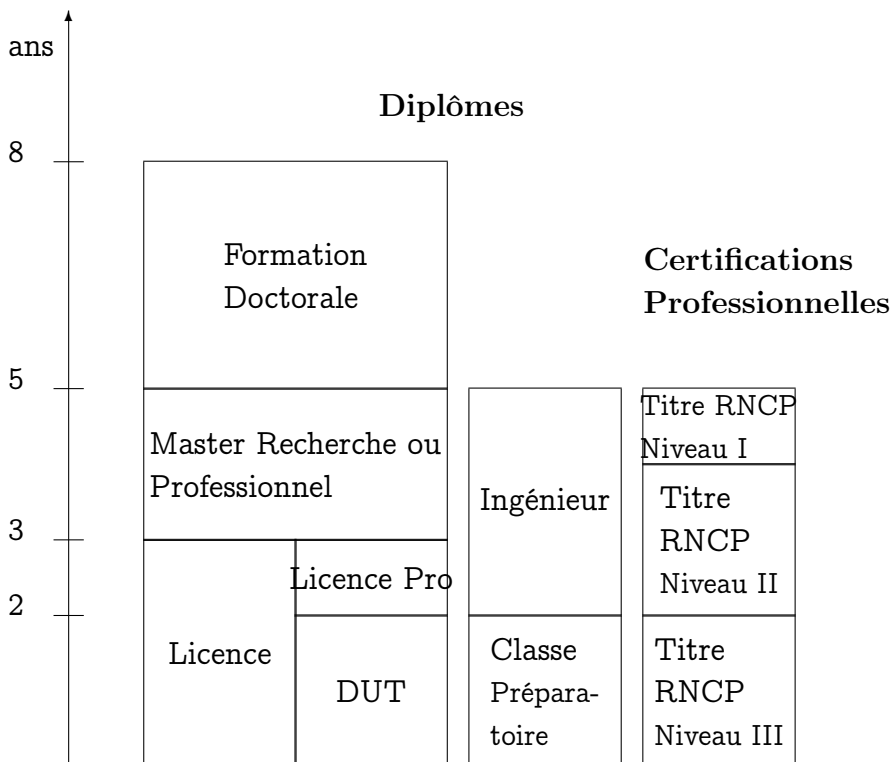 ans
Diplômes
8
Formation
Doctorale
Certifications
Professionnelles
5
Titre RNCP
Niveau I
Master Recherche ou
Professionnel
Ingénieur
Titre
RNCP
Niveau II
3
Licence Pro
2
Licence
DUT
Classe
Prépara-
toire
Titre
RNCP
Niveau III